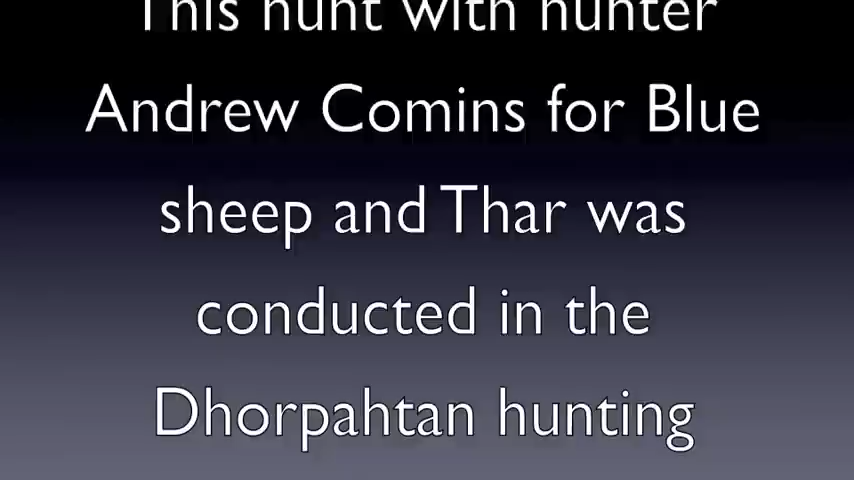 This hunt with hunter
Andrew Comins for Blue
sheep and Thar was
conducted in the
Dhorpahtan hunting